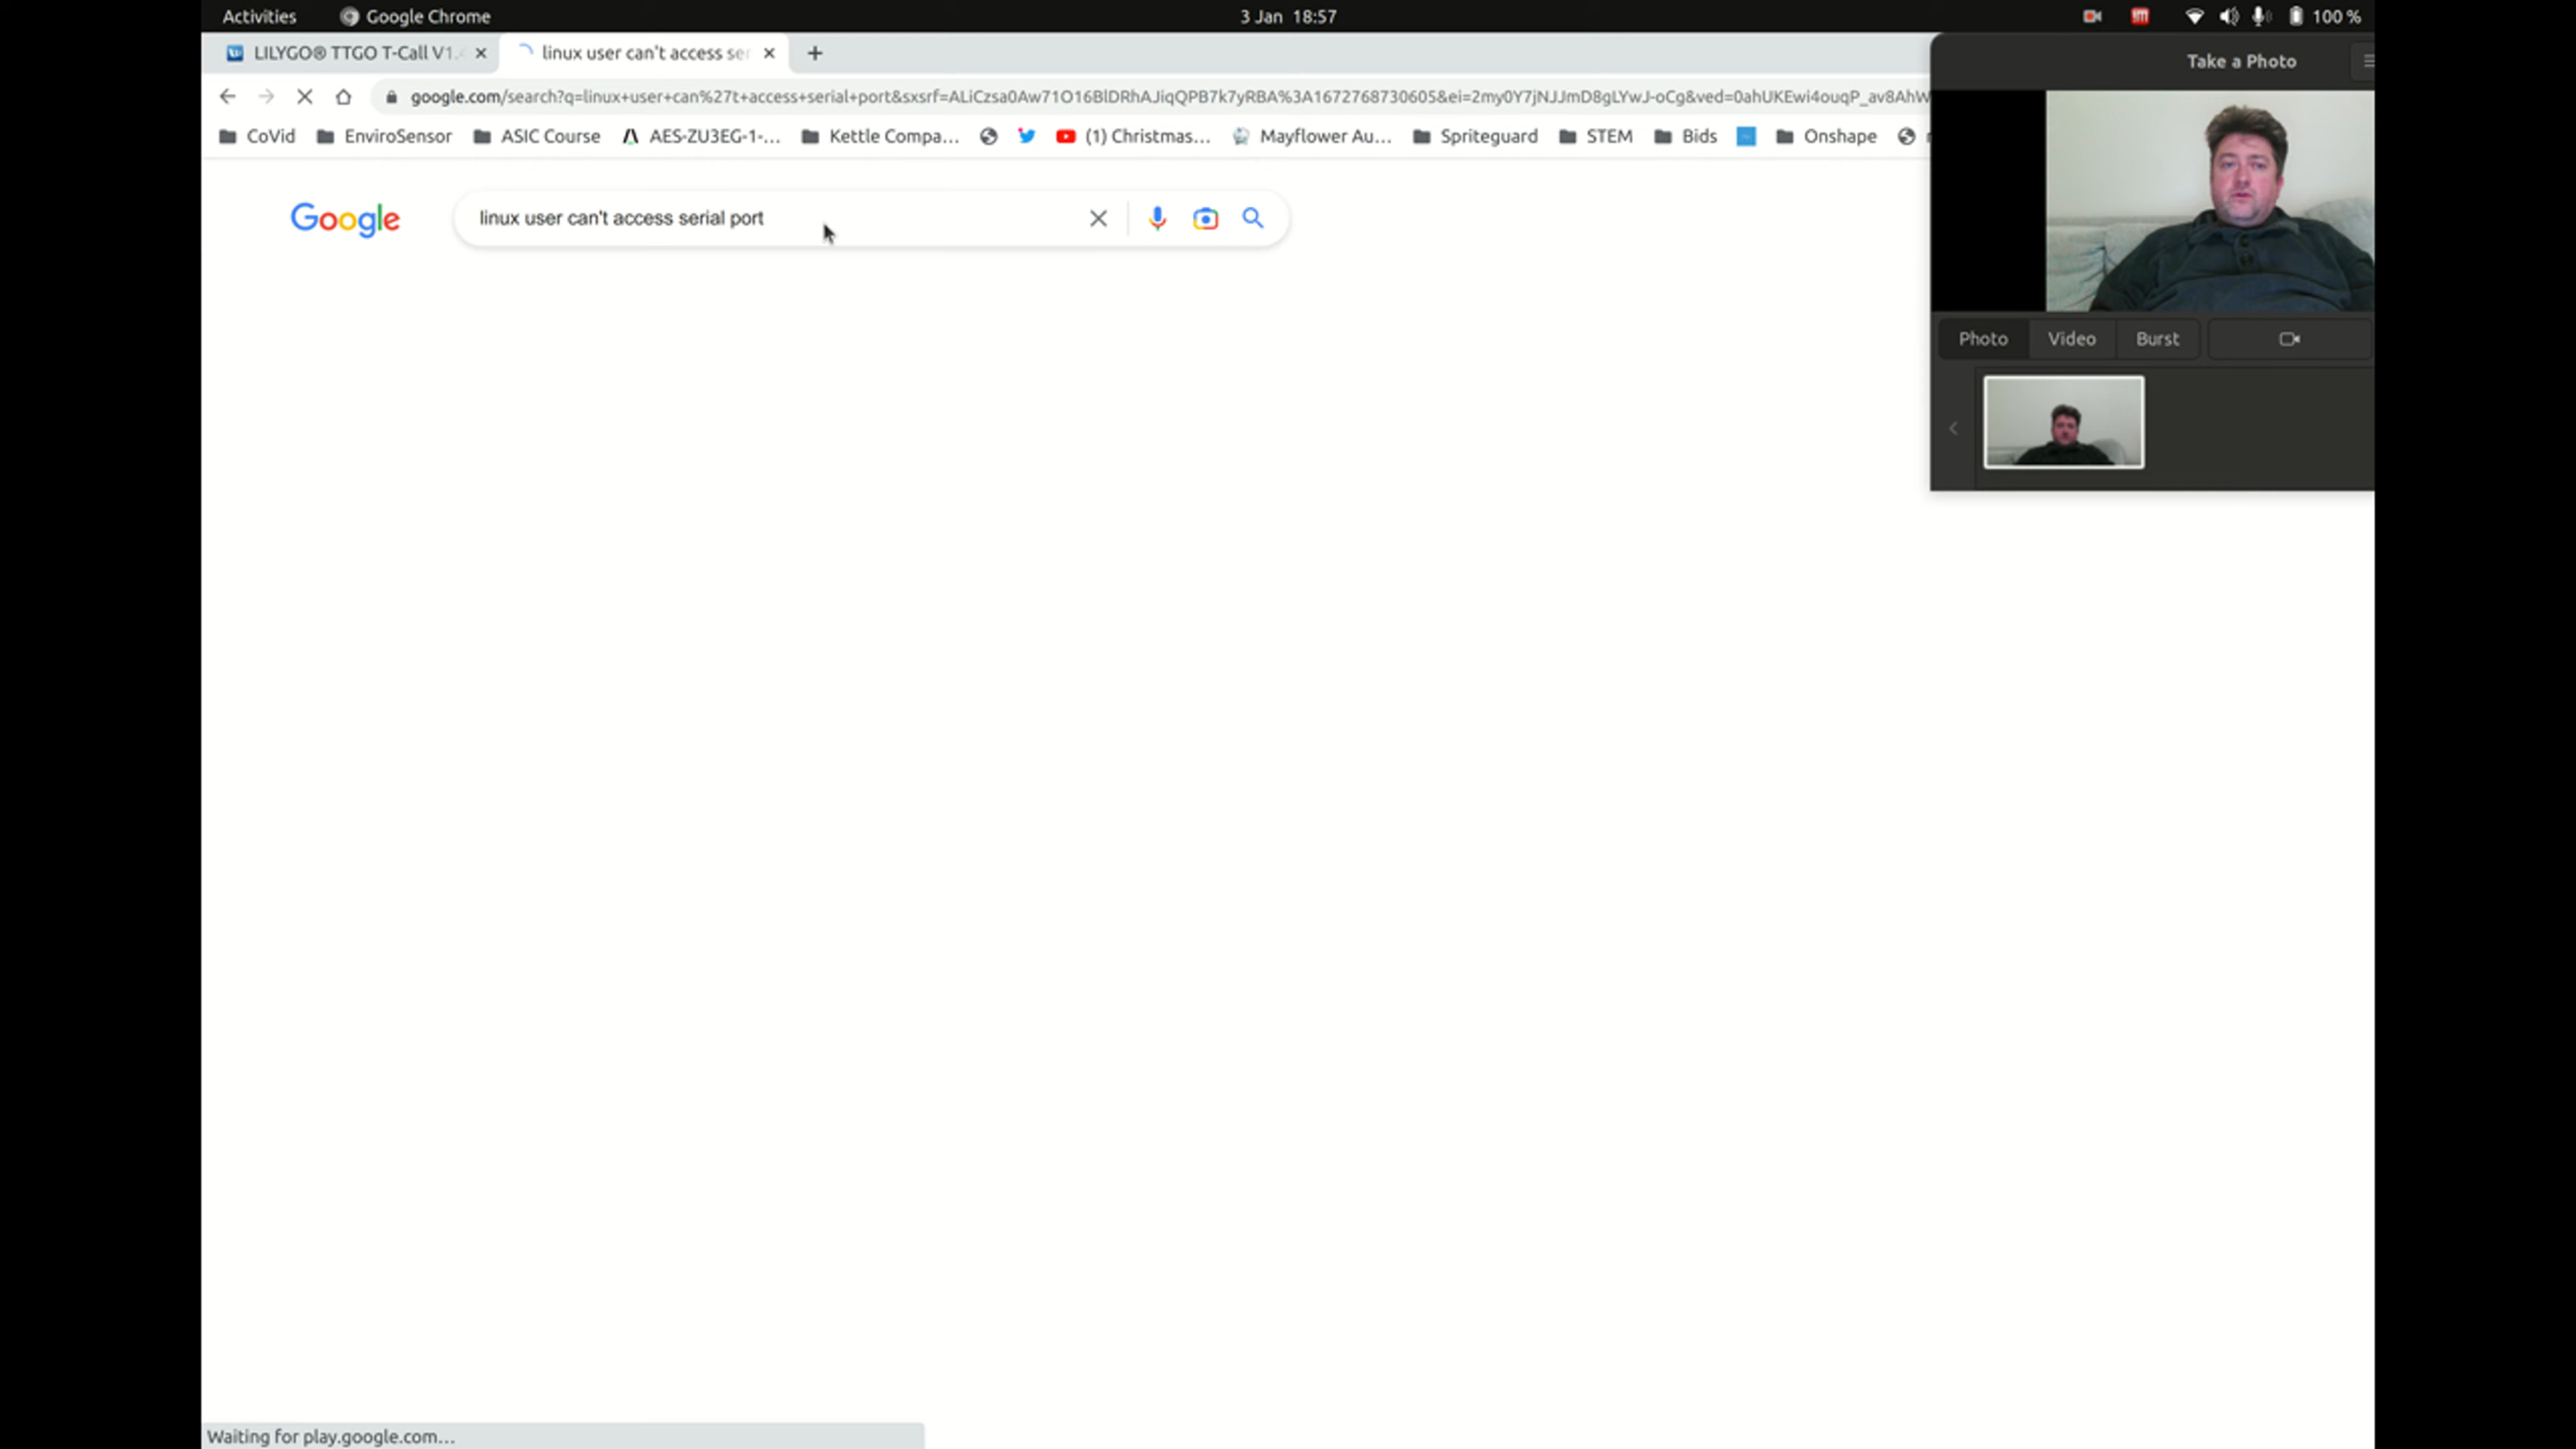 Activities
Google Chrome
3 Jan 18:57
100 %
LILYGO® TTGO T-Call V1.
linux user can't access ser
google.com/search?q=linux+user+can%27t+access+serial+port&sxsrf=ALiCzsa0Aw71O16BlDRhAJiqQPB7k7yRBA%3A1672768730605&ei=2my0Y7jNJJmD8gLYwJ-oCg&ved=0ahUKEwi4ouqP_av8AhW
CoVid
EnviroSensor
ASIC Course
AES-ZU3EG-1-...
Kettle Compa...
(1) Christmas...
Mayflower Au...
Spriteguard
STEM
Bids
Onshape
Take a Photo
Photo
Video
Burst
Google
linux user can't access serial port
Waiting for play.google.com...